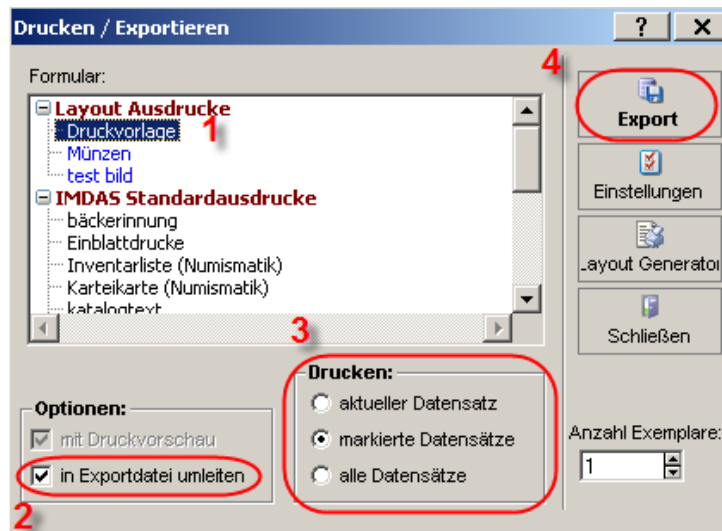 Drucken / Exportieren
?
4
Formular:
Layout Ausdrucke
Druckvorlage
1
Münzen
test bild
IMDAS Standardausdrucke
bäckerinnung
Einblattdrucke
Inventarliste (Numismatik)
Karteikarte (Numismatik)
katalogtext
Export
Einstellungen
Layout Generator
Schließen
3
Drucken:
aktueller Datensatz
markierte Datensätze
alle Datensätze
Optionen:
mit Druckvorschau
in Exportdatei umleiten
2
Anzahl Exemplare:
1